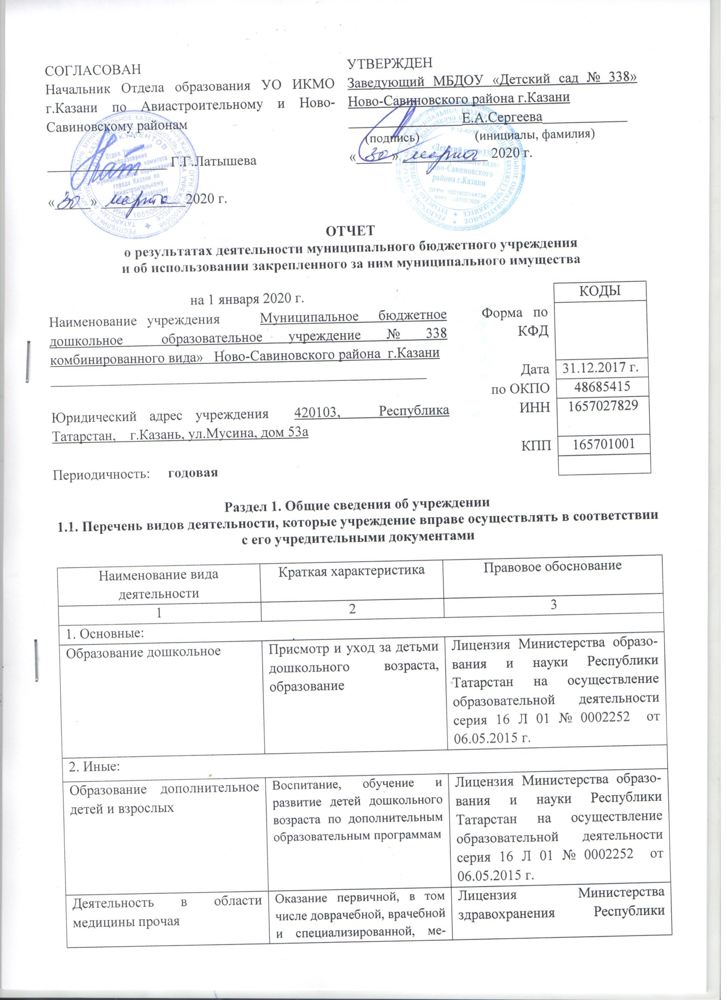 СОГЛАСОВАН
Начальник Отдела образования УО ИКМО
г.Казани по Авиастроительному и Ново-
Савиновскому районам
Г.Г.Латышева
«30» марта 2020 г.
УТВЕРЖДЕН
Заведующий МБДОУ «Детский сад № 338»
Ново-Савиновского района г.Казани
Е.А.Сергеева
(подпись) (инициалы, фамилия)
«30» марта 2020 г.
Отдел Управления
образования
комитета
муниципального образования
города Казани по
Авиастроительному
«Детский сад №338
комбинированного вида»
Ново-Савиновского
района г.Казани
ОГРН 1021603144738
ОТЧЕТ
о результатах деятельности муниципального бюджетного учреждения
и об использовании закрепленного за ним муниципального имущества
на 1 января 2020 г.
Наименование учреждения Муниципальное бюджетное
дошкольное образовательное учреждение № 338
комбинированного вида» Ново-Савиновского района г.Казани
Юридический адрес учреждения 420103, Республика
Татарстан, г.Казань, ул.Мусина, дом 53а
Периодичность: годовая
КОДЫ
Форма по
КФД
Дата 31.12.2017 г.
по ОКПО 48685415
ИНН 1657027829
КПП 165701001
Раздел 1. Общие сведения об учреждении
1.1. Перечень видов деятельности, которые учреждение вправе осуществлять в соответствии
с его учредительными документами
Наименование вида
деятельности
Краткая характеристика
Правовое обоснование
1
2
3
1. Основные:
Образование дошкольное
Присмотр и уход за детьми
дошкольного возраста,
образование
Лицензия Министерства образо-
вания и науки Республики
Татарстан на осуществление
образовательной деятельности
серия 16 Л 01 № 0002252 от
06.05.2015 г.
2. Иные:
Образование дополнительное
детей и взрослых
Воспитание, обучение и
развитие детей дошкольного
возраста по дополнительным
образовательным программам
Лицензия Министерства образо-
вания и науки Республики
Татарстан на осуществление
образовательной деятельности
серия 16 Л 01 № 0002252 от
06.05.2015 г.
Деятельность в области
медицины прочая
Оказание первичной, в том
числе доврачебной, врачебной
и специализированной, ме-
Лицензия Министерства
здравохранения Республики